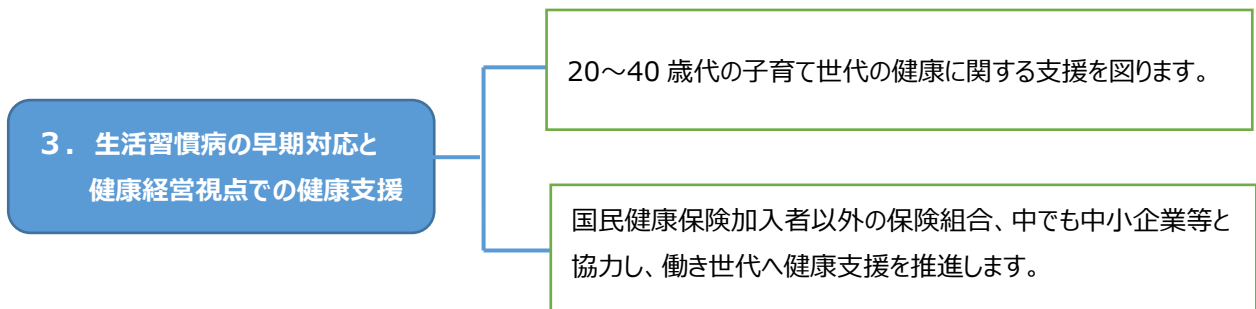 ３．生活習慣病の早期対応と
健康経営視点での健康支援
20～40 歳代の子育て世代の健康に関する支援を図ります。
国民健康保険加入者以外の保険組合、中でも中小企業等と
協力し、働き世代へ健康支援を推進します。